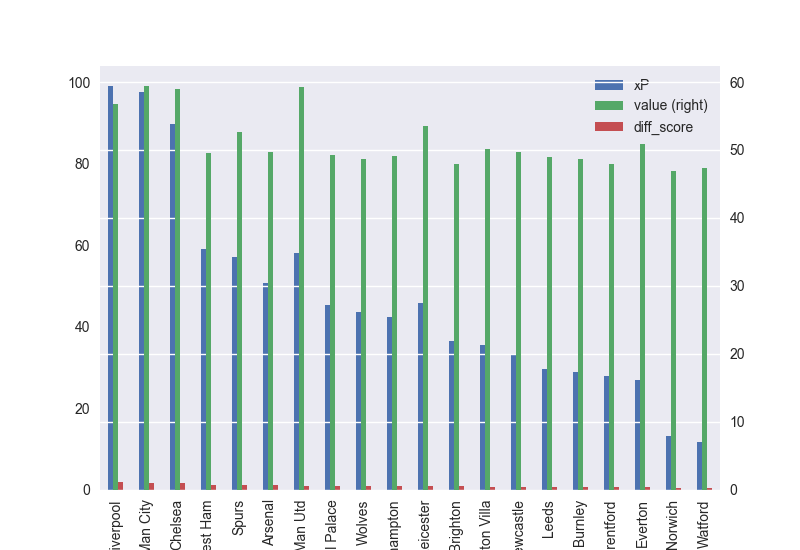 100
80
60
40
20
0
60
50
40
30
20
10
0
xP
value (right)
diff_score
iverpool
Man City
Chelsea
est Ham
Spurs
Arsenal
Man Utd
l Palace
Wolves
hampton
eicester
Brighton
ton Villa
ewcastle
Leeds
Burnley
rentford
Everton
Norwich
Watford